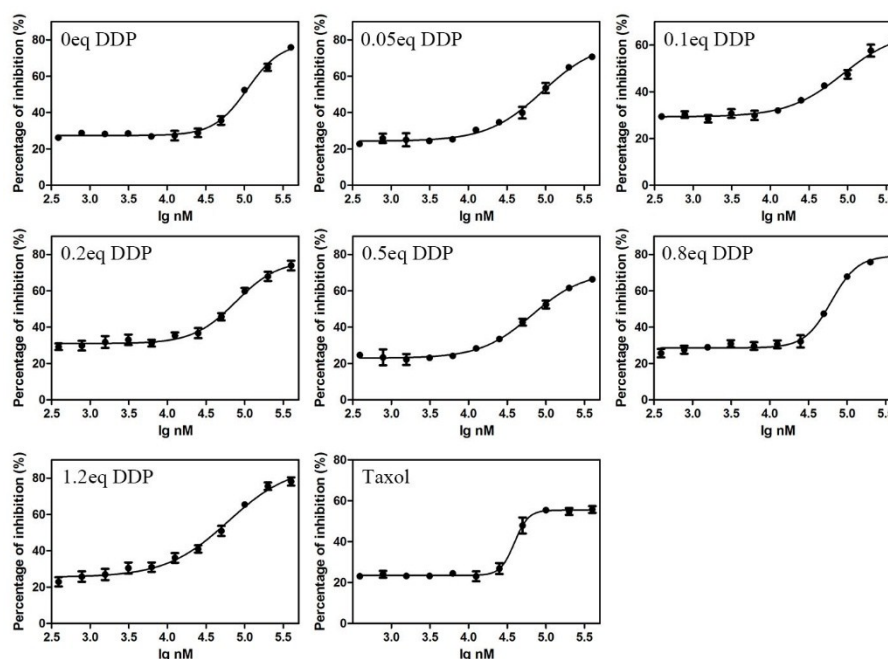 0eq DDP
Percentage of inhibition (%)
80
60
40
20
0
2.5 3.0 3.5 4.0 4.5 5.0 5.5
lg nM
0.05eq DDP
Percentage of inhibition (%)
80
60
40
20
0
2.5 3.0 3.5 4.0 4.5 5.0 5.5
lg nM
0.1eq DDP
Percentage of inhibition (%)
60
40
20
0
2.5 3.0 3.5 4.0 4.5 5.0 5.5
lg nM
0.2eq DDP
Percentage of inhibition (%)
80
60
40
20
0
2.5 3.0 3.5 4.0 4.5 5.0 5.5
lg nM
0.5eq DDP
Percentage of inhibition (%)
80
60
40
20
0
2.5 3.0 3.5 4.0 4.5 5.0 5.5
lg nM
0.8eq DDP
Percentage of inhibition (%)
80
60
40
20
0
2.5 3.0 3.5 4.0 4.5 5.0 5.5
lg nM
1.2eq DDP
Percentage of inhibition (%)
80
60
40
20
0
2.5 3.0 3.5 4.0 4.5 5.0 5.5
lg nM
Taxol
Percentage of inhibition (%)
80
60
40
20
0
3.0 3.5 4.0 4.5 5.0 5.5
lg nM